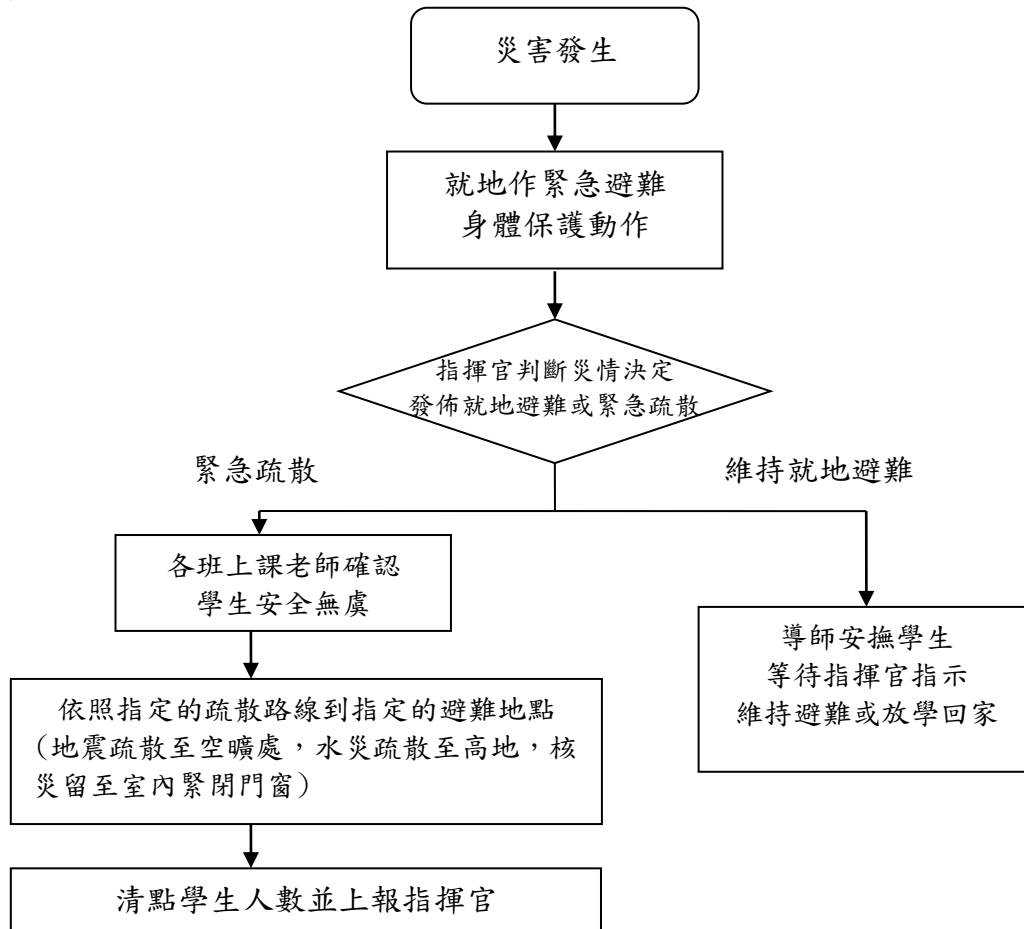 災害發生
就地作緊急避難
身體保護動作
指揮官判斷災情決定
發佈就地避難或緊急疏散
緊急疏散
維持就地避難
各班上課老師確認
學生安全無虞
依照指定的疏散路線到指定的避難地點
(地震疏散至空曠處，水災疏散至高地，核
災留至室內緊閉門窗)
清點學生人數並上報指揮官
導師安撫學生
等待指揮官指示
維持避難或放學回家